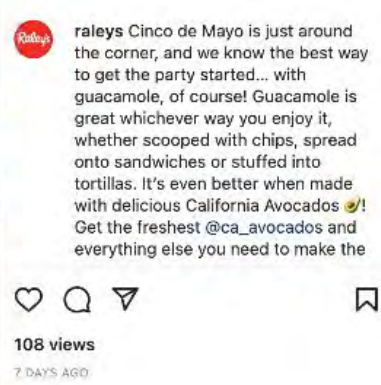 Raley's
raleys Cinco de Mayo is just around
the corner, and we know the best way
to get the party started... with
guacamole, of course! Guacamole is
great whichever way you enjoy it,
whether scooped with chips, spread
onto sandwiches or stuffed into
tortillas. It's even better when made
with delicious California Avocados 🥑!
Get the freshest @ca_avocados and
everything else you need to make the
108 views
7 DAYS AGO